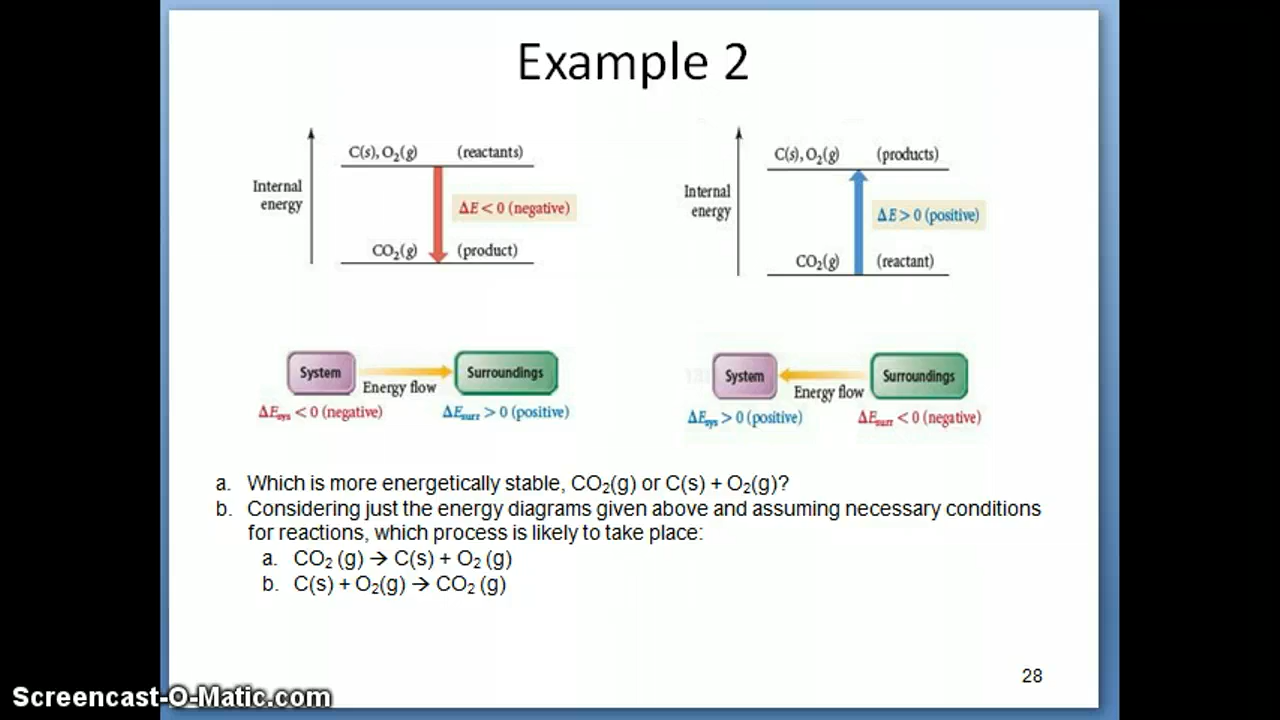 Example 2
C(s), O₂(g) (reactants)
Internal energy
ΔE < 0 (negative)
CO₂(g) (product)
C(s), O₂(g) (products)
Internal energy
ΔE > 0 (positive)
CO₂(g) (reactant)
System
Energy flow
Surroundings
ΔE_sys < 0 (negative)
ΔE_surr > 0 (positive)
System
Energy flow
Surroundings
ΔE_sys > 0 (positive)
ΔE_surr < 0 (negative)
a. Which is more energetically stable, CO₂(g) or C(s) + O₂(g)?
b. Considering just the energy diagrams given above and assuming necessary conditions
for reactions, which process is likely to take place:
a. CO₂ (g) → C(s) + O₂ (g)
b. C(s) + O₂(g) → CO₂ (g)
28
Screencast-O-Matic.com